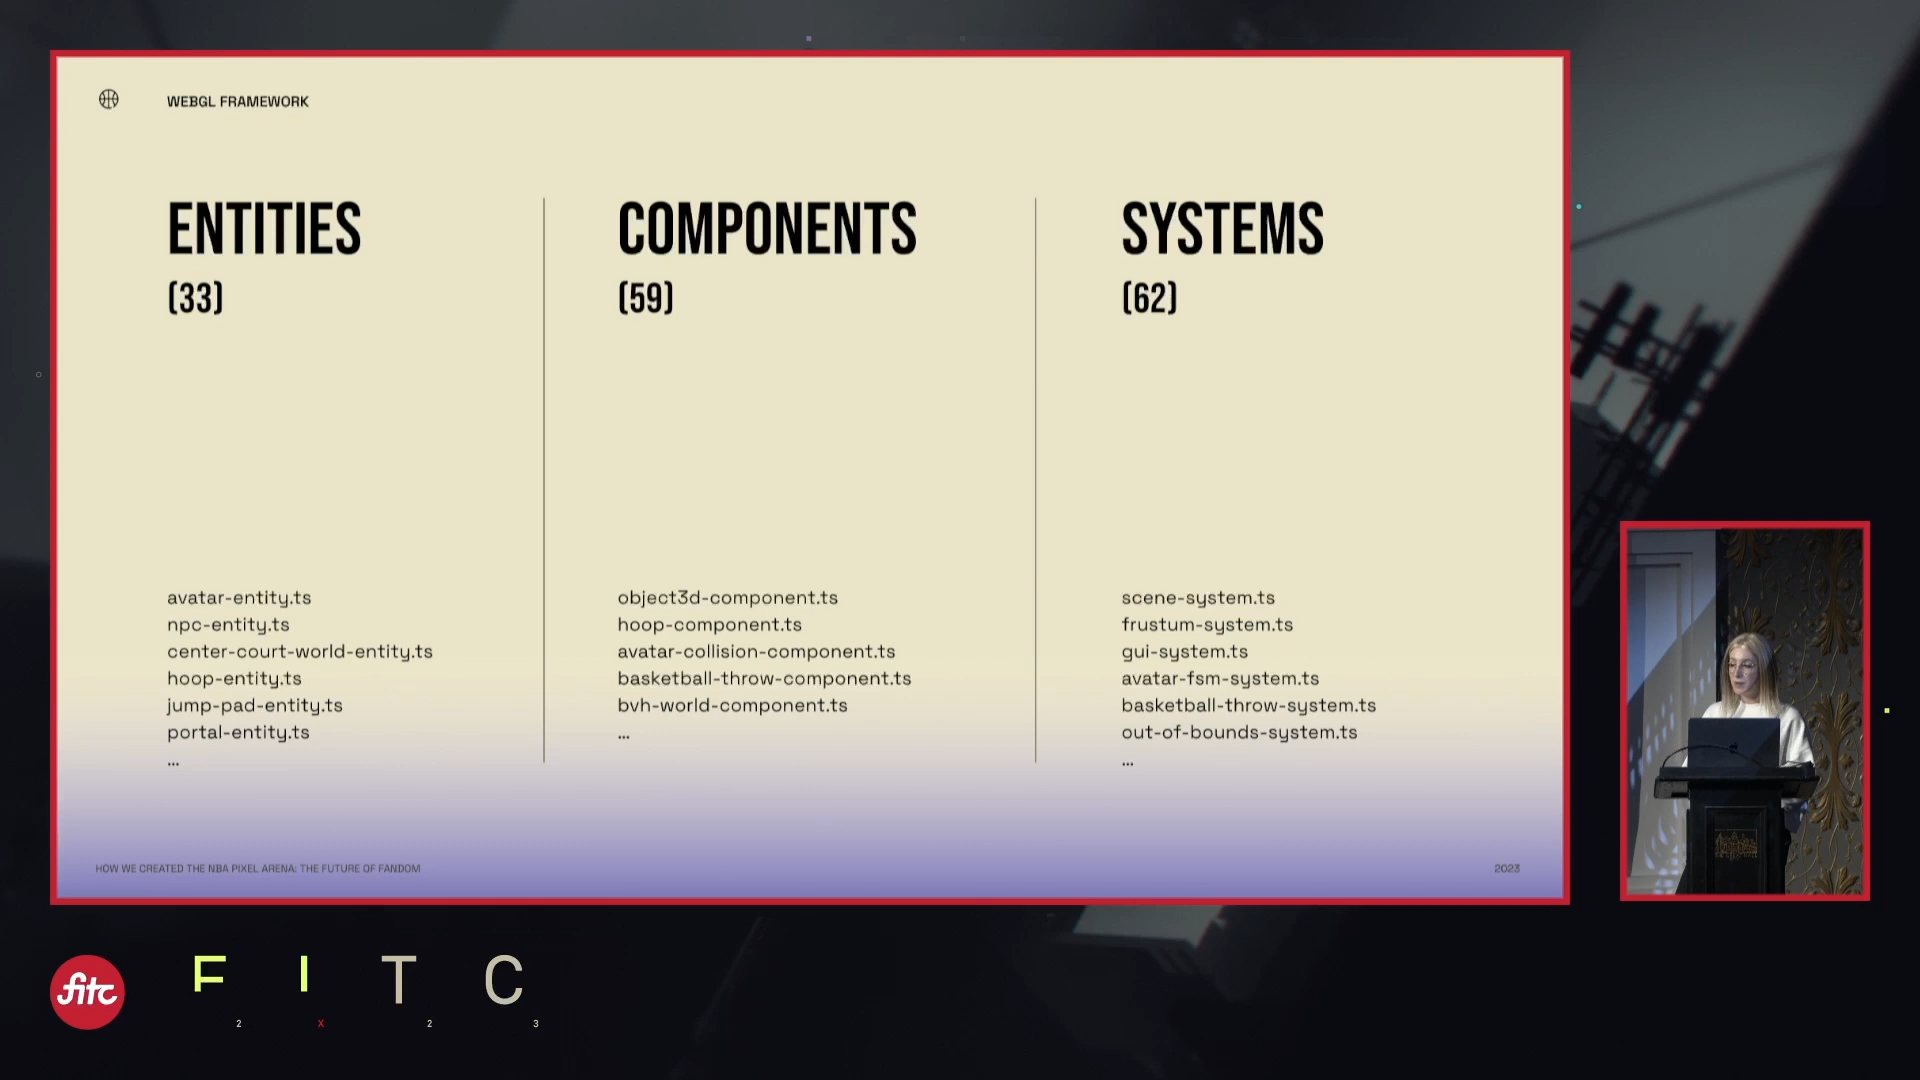 WEBGL FRAMEWORK
ENTITIES
(33)
avatar-entity.ts
npc-entity.ts
center-court-world-entity.ts
hoop-entity.ts
jump-pad-entity.ts
portal-entity.ts
...
COMPONENTS
(59)
object3d-component.ts
hoop-component.ts
avatar-collision-component.ts
basketball-throw-component.ts
bvh-world-component.ts
...
SYSTEMS
(62)
scene-system.ts
frustum-system.ts
gui-system.ts
avatar-fsm-system.ts
basketball-throw-system.ts
out-of-bounds-system.ts
...
HOW WE CREATED THE NBA PIXEL ARENA: THE FUTURE OF FANDOM
2023
fitc
F I T C
2 X 2 3